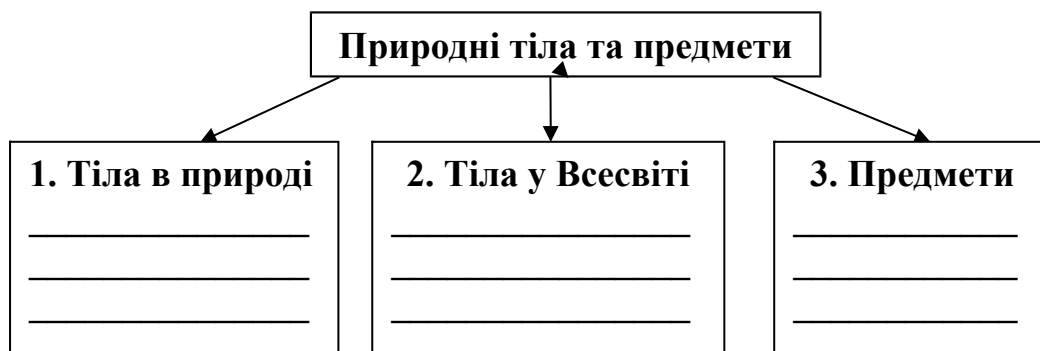 Природні тіла та предмети
1. Тіла в природі
2. Тіла у Всесвіті
3. Предмети